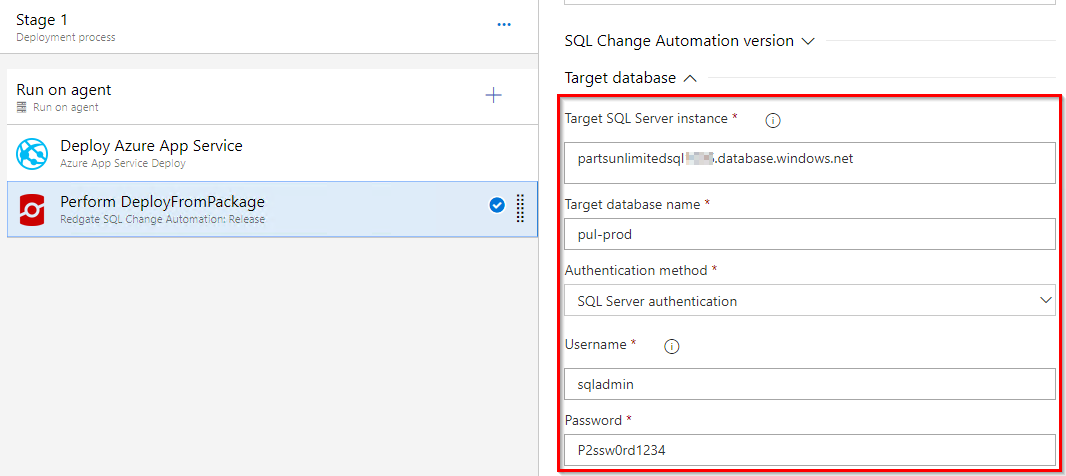 Stage 1
Deployment process
Run on agent
Run on agent
Deploy Azure App Service
Azure App Service Deploy
Perform DeployFromPackage
Redgate SQL Change Automation: Release
SQL Change Automation version
Target database
Target SQL Server instance *
partsunlimitedsql .database.windows.net
Target database name *
pul-prod
Authentication method *
SQL Server authentication
Username *
sqladmin
Password *
P2ssw0rd1234